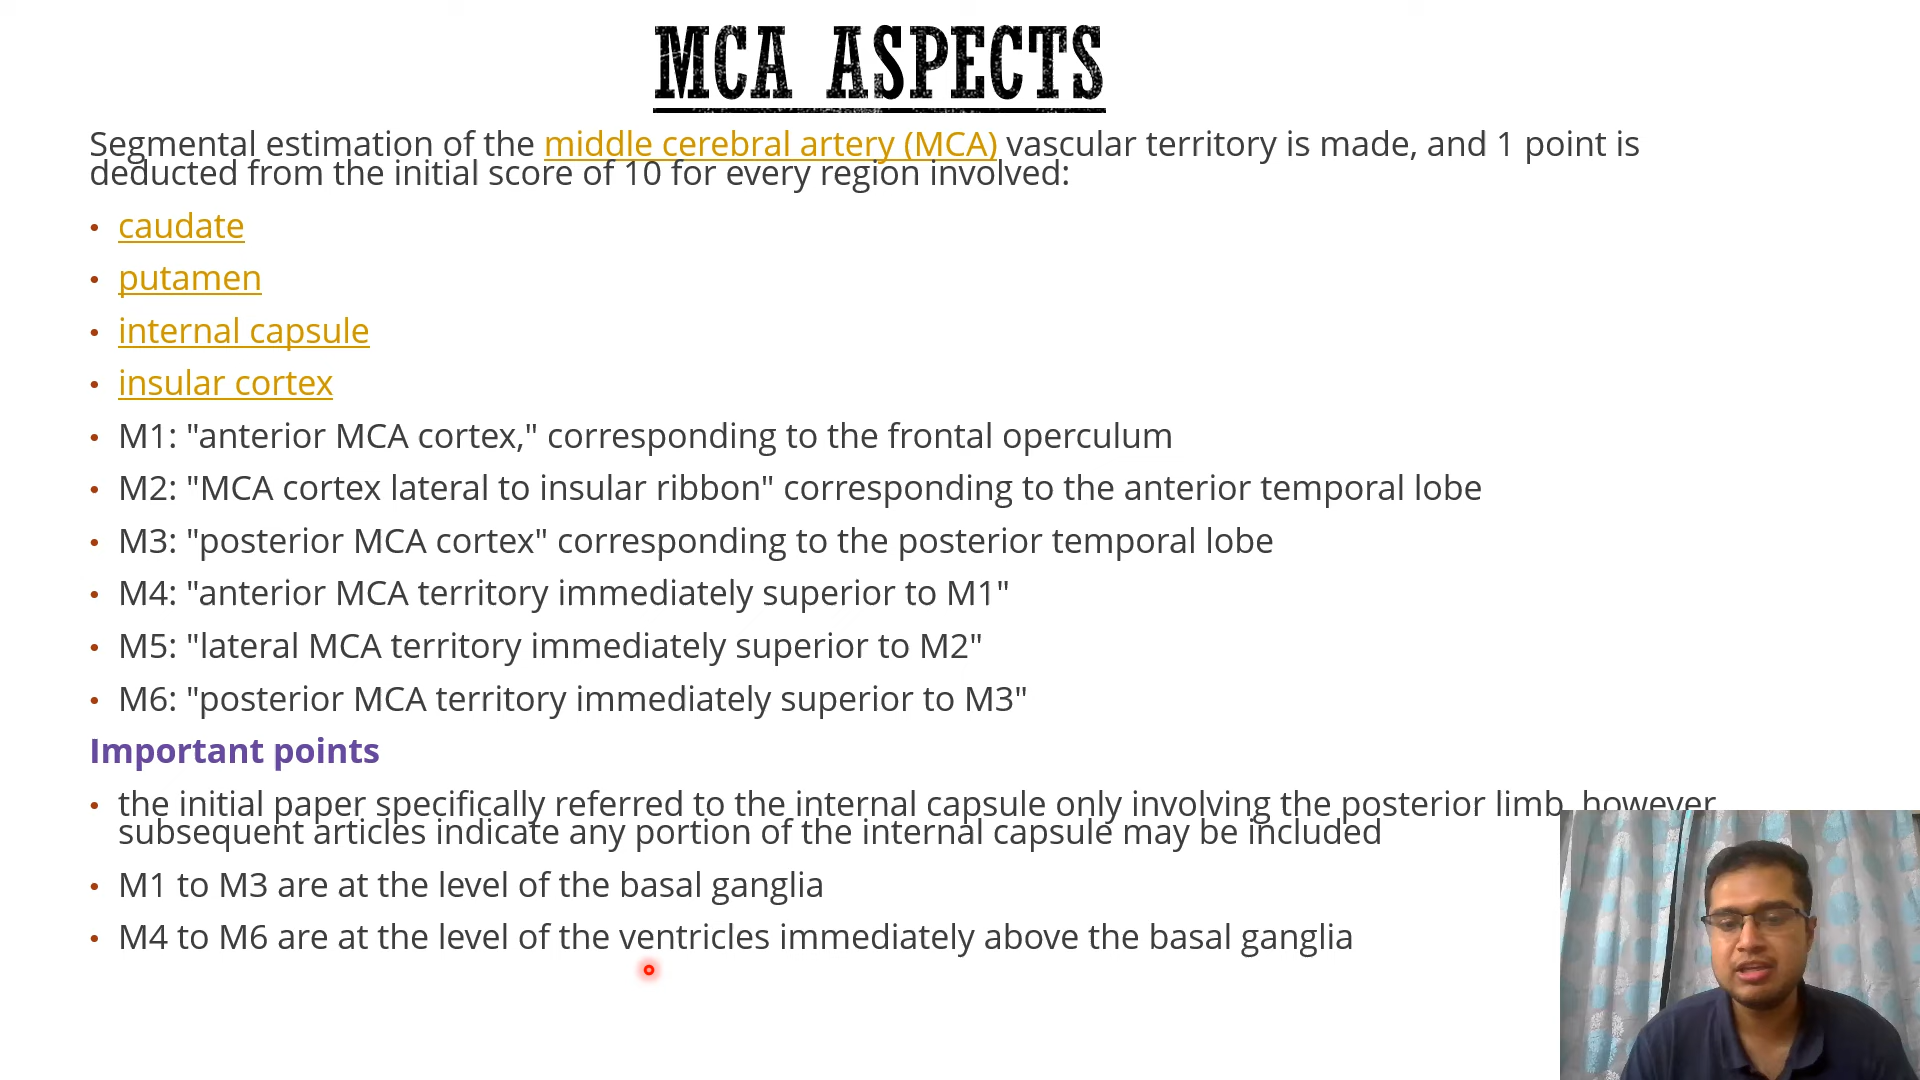 MCA ASPECTS
Segmental estimation of the middle cerebral artery (MCA) vascular territory is made, and 1 point is
deducted from the initial score of 10 for every region involved:
• caudate
• putamen
• internal capsule
• insular cortex
• M1: "anterior MCA cortex," corresponding to the frontal operculum
• M2: "MCA cortex lateral to insular ribbon" corresponding to the anterior temporal lobe
• M3: "posterior MCA cortex" corresponding to the posterior temporal lobe
• M4: "anterior MCA territory immediately superior to M1"
• M5: "lateral MCA territory immediately superior to M2"
• M6: "posterior MCA territory immediately superior to M3"
Important points
• the initial paper specifically referred to the internal capsule only involving the posterior limb, however
subsequent articles indicate any portion of the internal capsule may be included
• M1 to M3 are at the level of the basal ganglia
• M4 to M6 are at the level of the ventricles immediately above the basal ganglia